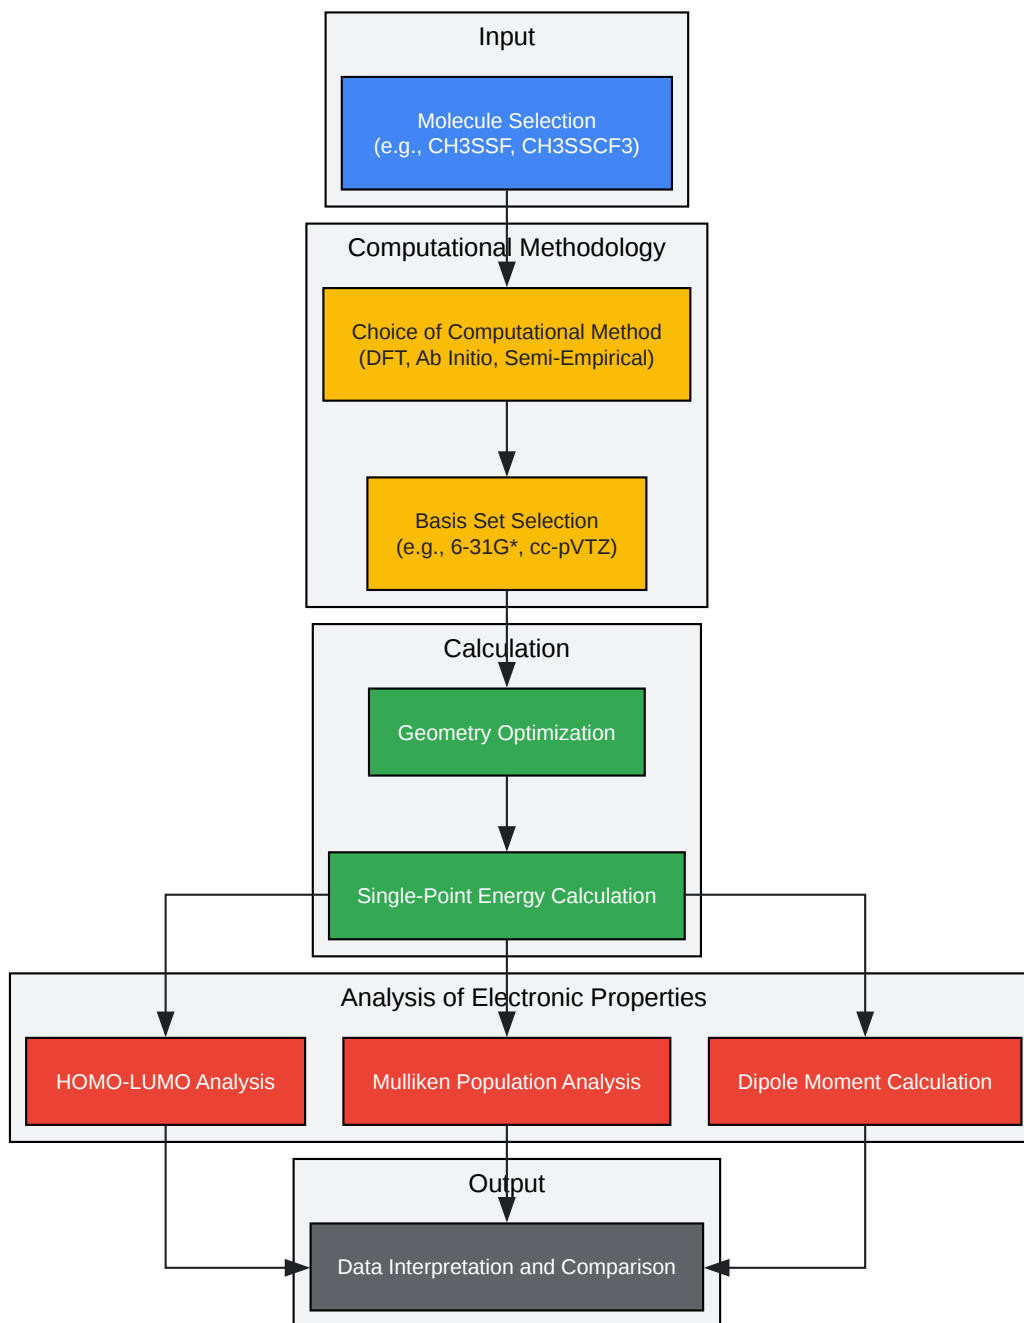 Input
Molecule Selection
(e.g., CH3SSF, CH3SSCF3)
Computational Methodology
Choice of Computational Method
(DFT, Ab Initio, Semi-Empirical)
Basis Set Selection
(e.g., 6-31G*, cc-pVTZ)
Calculation
Geometry Optimization
Single-Point Energy Calculation
Analysis of Electronic Properties
HOMO-LUMO Analysis
Mulliken Population Analysis
Dipole Moment Calculation
Output
Data Interpretation and Comparison